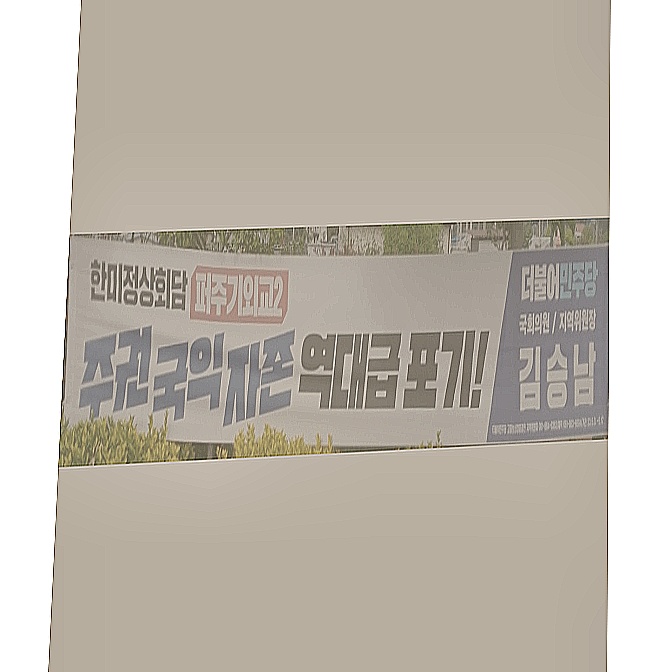 한미정상회담 퍼주기외교2
주권 국익 자존 역대급 포기!
더불어민주당
국회의원 / 지역위원장
김승남